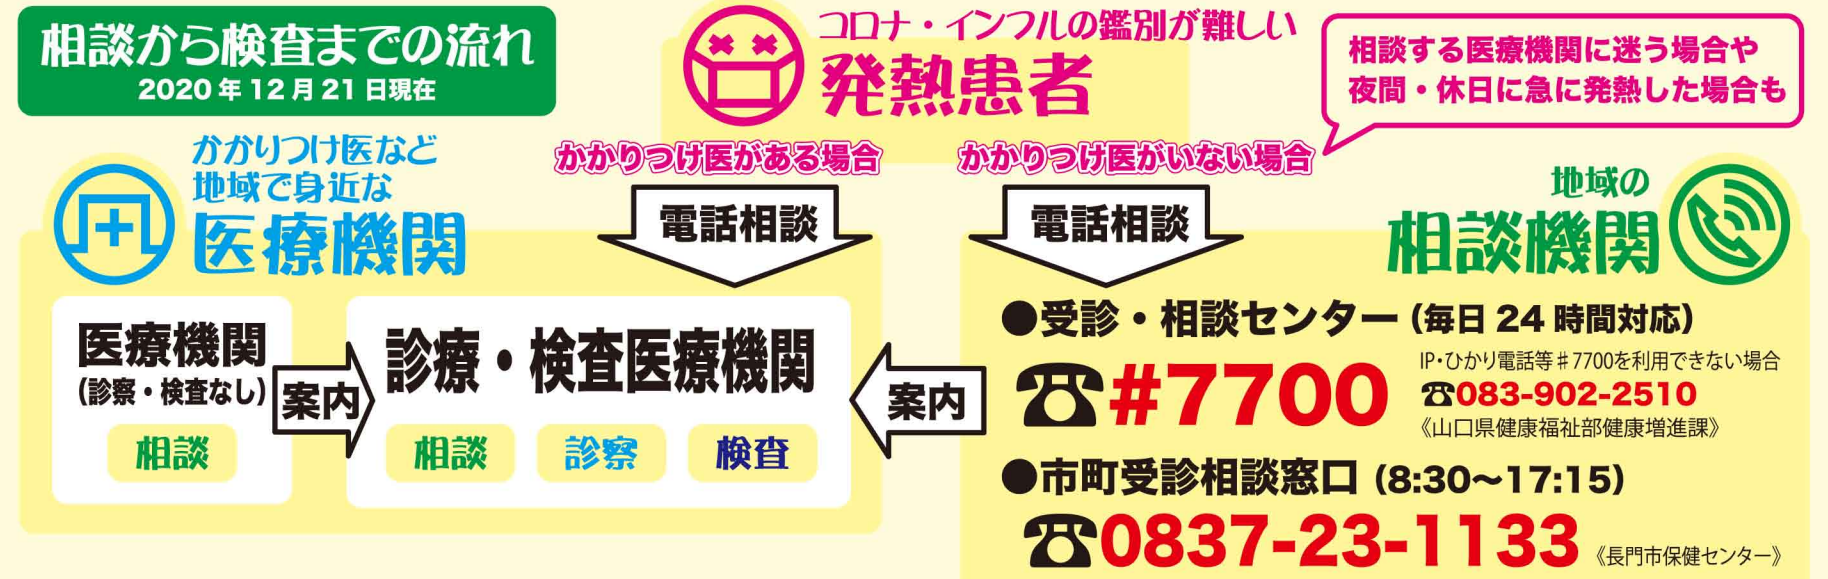 相談から検査までの流れ
2020年12月21日現在
コロナ・インフルの鑑別が難しい
発熱患者
相談する医療機関に迷う場合や
夜間・休日に急に発熱した場合も
かかりつけ医など
地域で身近な
医療機関
かかりつけ医がある場合
電話相談
かかりつけ医がいない場合
電話相談
地域の
相談機関
医療機関
(診察・検査なし)
相談
案内
診療・検査医療機関
相談
診察
検査
案内
●受診・相談センター(毎日24時間対応)
☎#7700
IP・ひかり電話等♯7700を利用できない場合
☎083-902-2510
《山口県健康福祉部健康増進課》
●市町受診相談窓口(8:30〜17:15)
☎0837-23-1133《長門市保健センター》